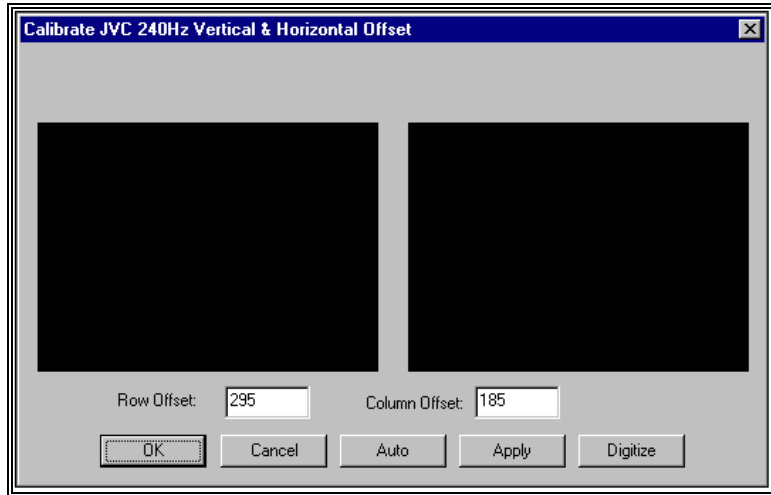 Calibrate JVC 240Hz Vertical & Horizontal Offset
Row Offset: 295 Column Offset: 185
OK Cancel Auto Apply Digitize